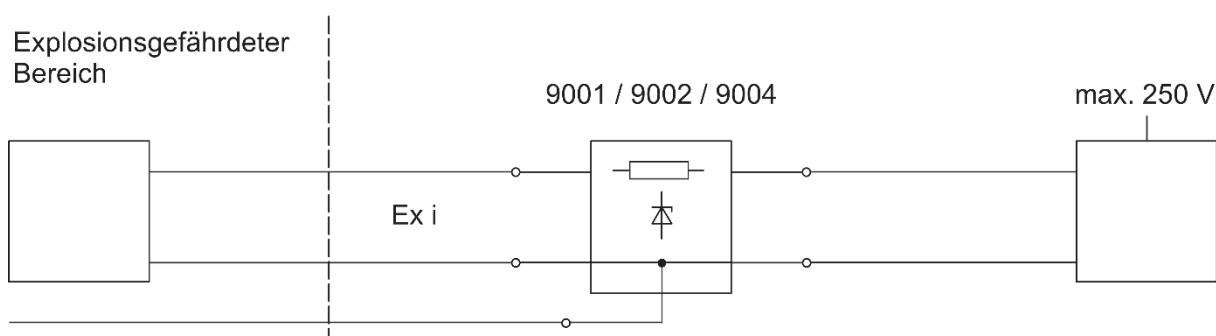 Explosionsgefährdeter
Bereich
9001 / 9002 / 9004
max. 250 V
Ex i